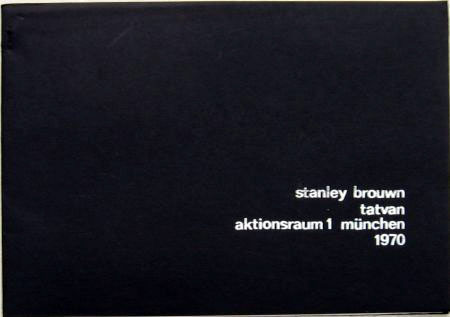 stanley brouwn
tatvan
aktionsraum 1 münchen
1970